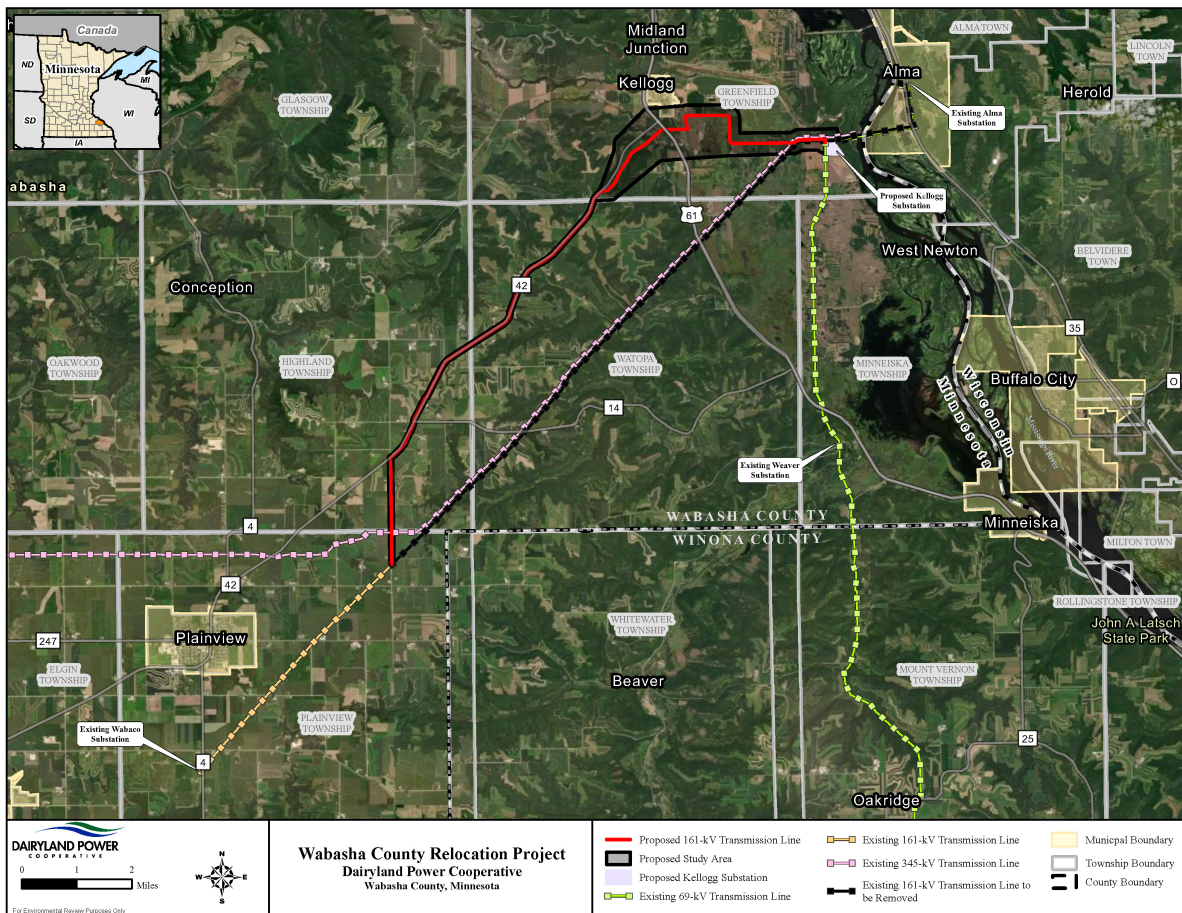 Canada
ND
Minnesota
MI
SD
WI
IA
Midland
Junction
Kellogg
GREENFIELD
TOWNSHIP
GLASGOW
TOWNSHIP
Alma
ALMA TOWN
LINCOLN
TOWN
Herold
Existing Alma
Substation
abasha
Proposed Kellogg
Substation
61
West Newton
BELVIDERE
TOWN
Conception
42
35
OAKWOOD
TOWNSHIP
HIGHLAND
TOWNSHIP
WATOPA
TOWNSHIP
MINNEISKA
TOWNSHIP
Buffalo City
O
Wisconsin
Minnesota
Mississippi River
14
Existing Weaver
Substation
4
WABASHA COUNTY
WINONA COUNTY
Minneiska
MILTON TOWN
42
ROLLINGSTONE TOWNSHIP
247
Plainview
WHITEWATER
TOWNSHIP
John A Latsch
State Park
ELGIN
TOWNSHIP
Beaver
MOUNT VERNON
TOWNSHIP
PLAINVIEW
TOWNSHIP
Existing Wabaco
Substation
4
25
Oakridge
DAIRYLAND POWER
COOPERATIVE
0 1 2
Miles
For Environmental Review Purposes Only
N
W E
S
Wabasha County Relocation Project
Dairyland Power Cooperative
Wabasha County, Minnesota
Proposed 161-kV Transmission Line
Proposed Study Area
Proposed Kellogg Substation
Existing 69-kV Transmission Line
Existing 161-kV Transmission Line
Existing 345-kV Transmission Line
Existing 161-kV Transmission Line to
be Removed
Municpal Boundary
Township Boundary
County Boundary